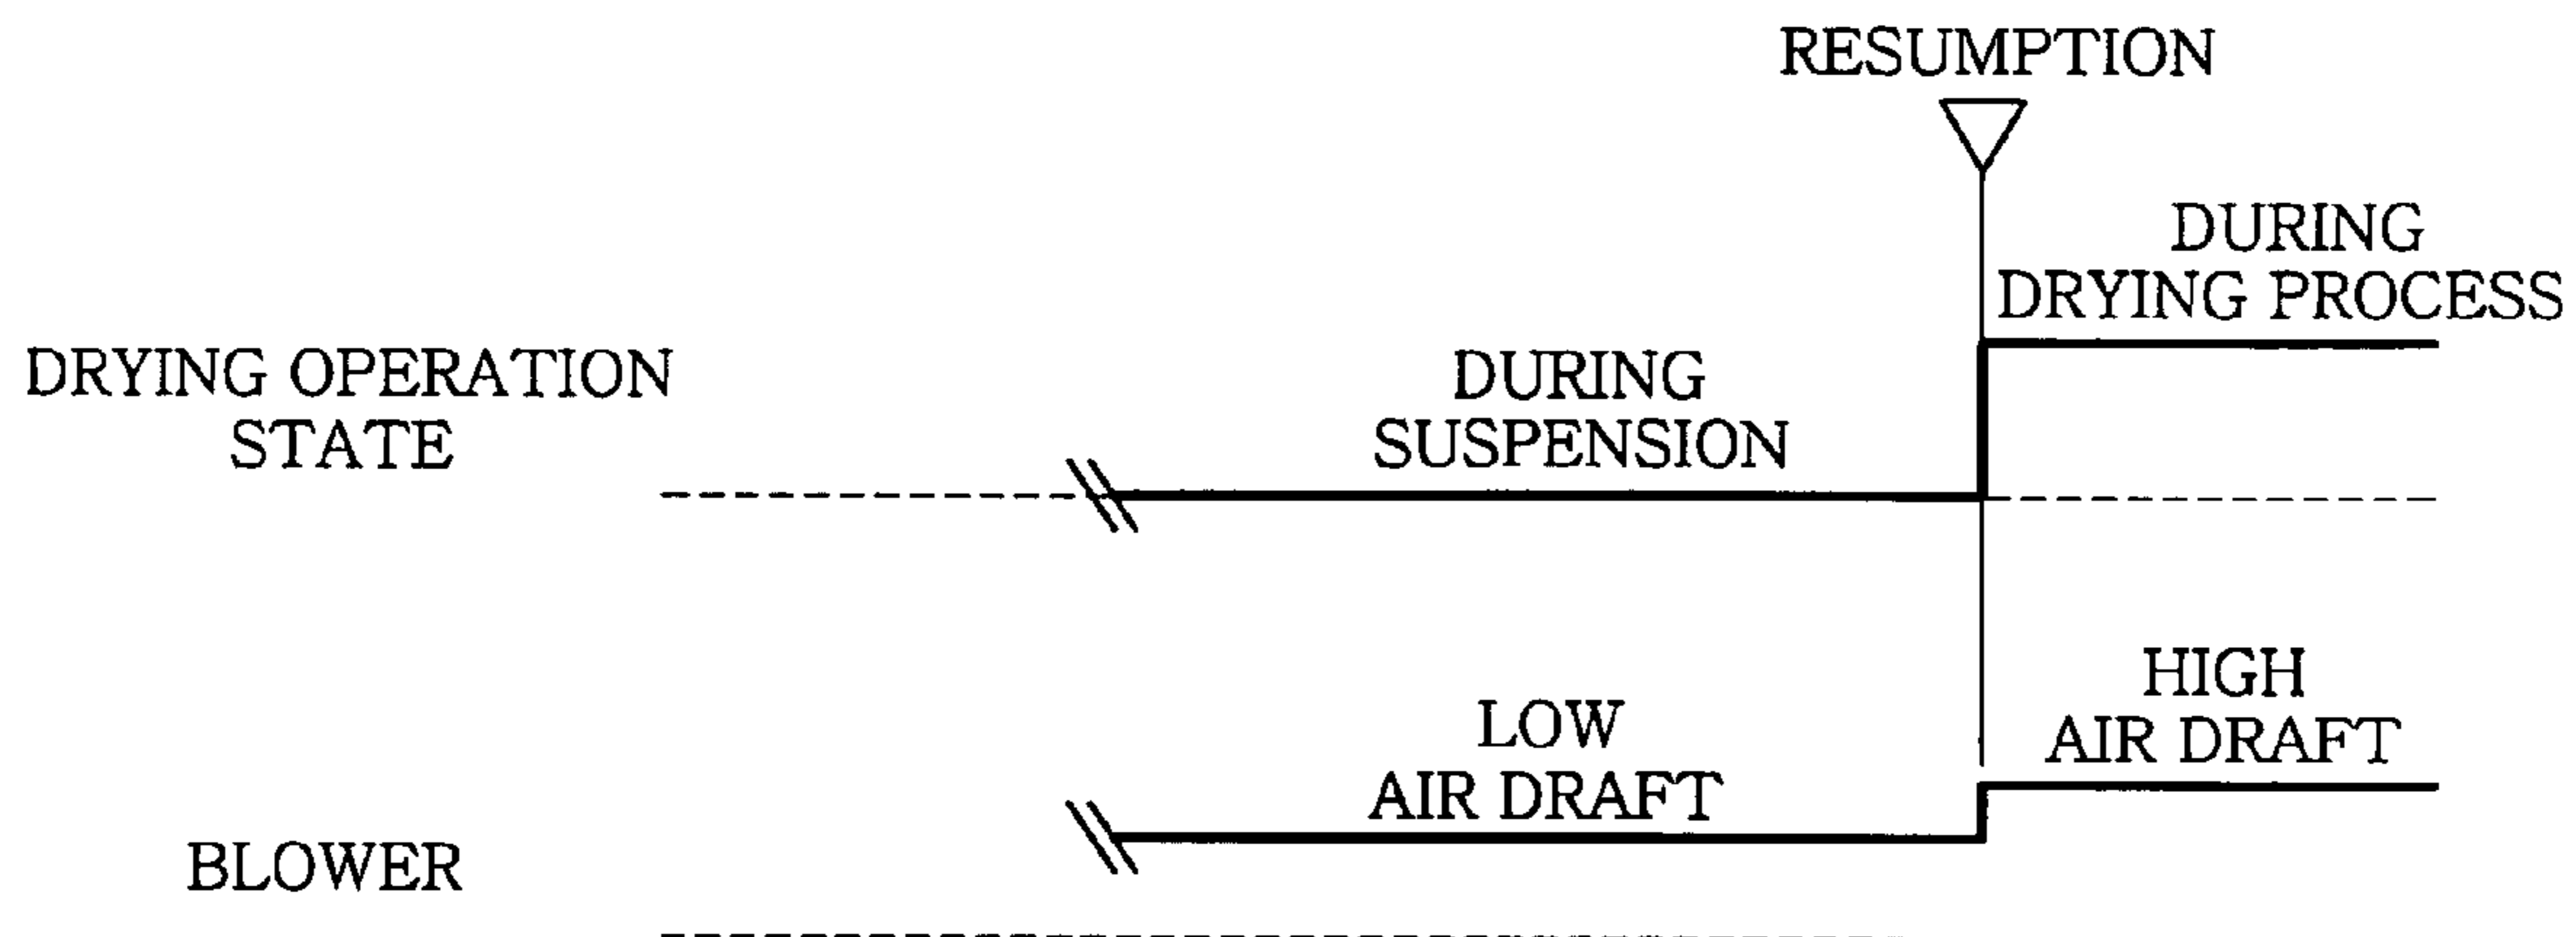 RESUMPTION
DURING
DRYING PROCESS
DRYING OPERATION
STATE
DURING
SUSPENSION
HIGH
AIR DRAFT
LOW
AIR DRAFT
BLOWER